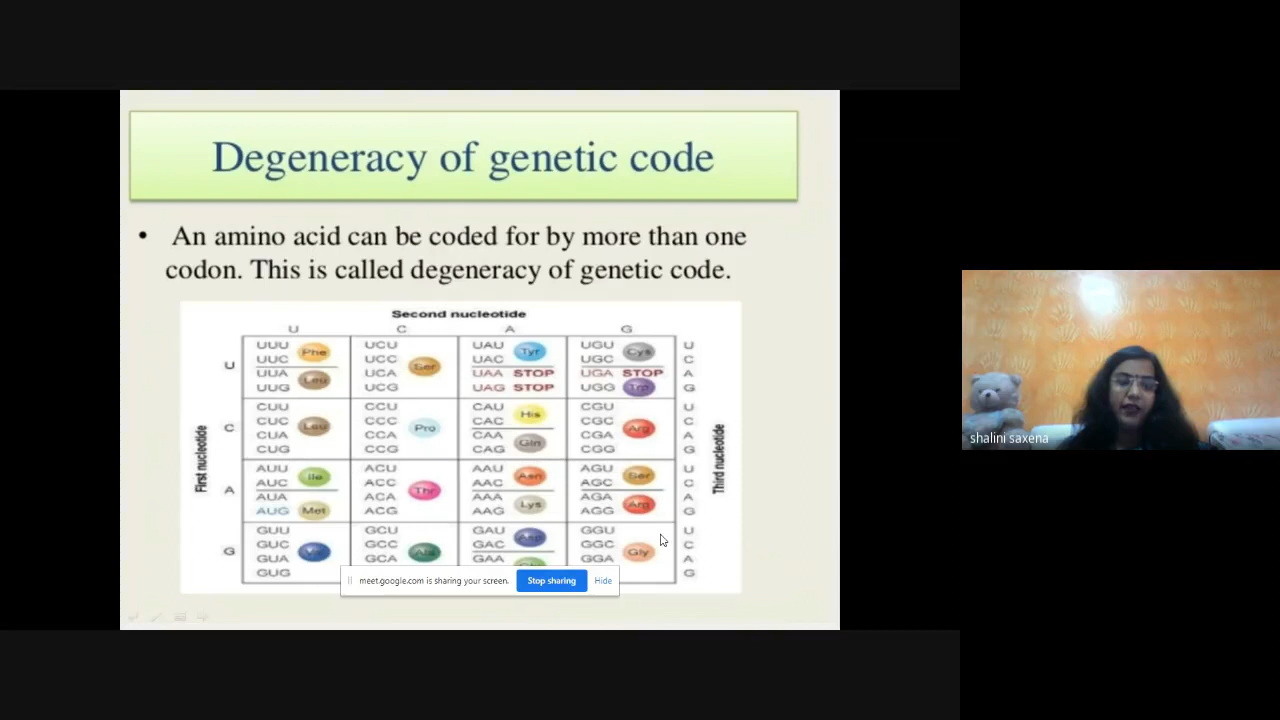 Degeneracy of genetic code
• An amino acid can be coded for by more than one
codon. This is called degeneracy of genetic code.
Second nucleotide
U C A G
First nucleotide
Third nucleotide
U
UUU UCU UAU UGU U
UUC Phe UCC UAC Tyr UGC Cys C
UUA UCA Ser UAA STOP UGA STOP A
UUG Leu UCG UAG STOP UGG Trp G
C
CUU CCU CAU CGU U
CUC CCC CAC His CGC C
CUA Leu CCA Pro CAA CGA Arg A
CUG CCG CAG Gln CGG G
A
AUU ACU AAU AGU U
AUC Ile ACC AAC Asn AGC Ser C
AUA ACA Thr AAA AGA A
AUG Met ACG AAG Lys AGG Arg G
G
GUU GCU GAU GGU U
GUC GCC GAC Asp GGC C
GUA Val GCA Ala GAA GGA Gly A
GUG G
meet.google.com is sharing your screen. Stop sharing Hide
shalini saxena